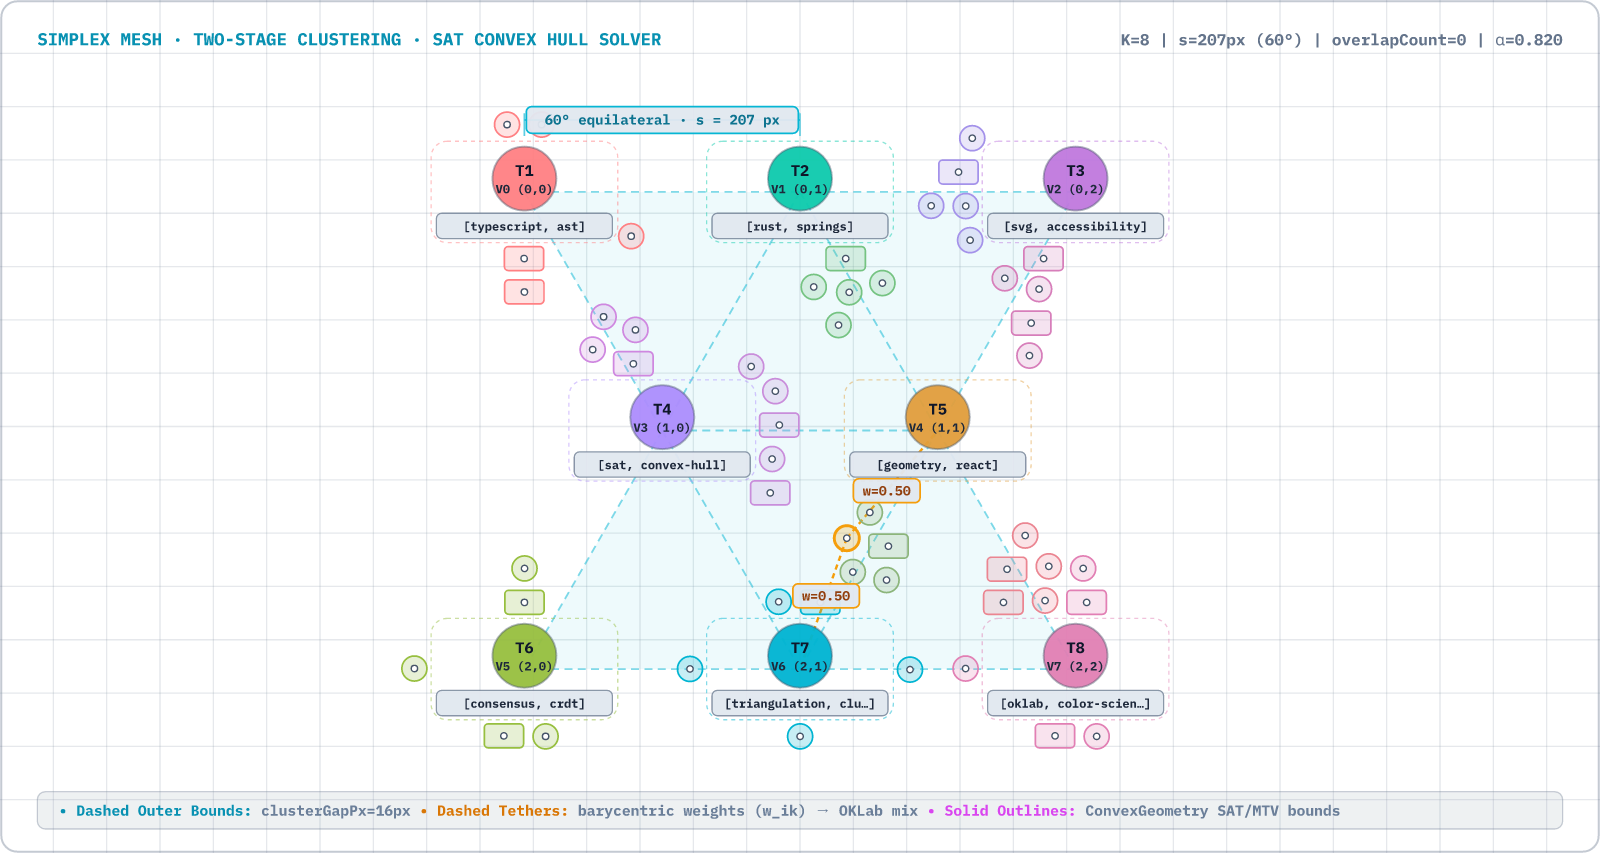 SIMPLEX MESH · TWO-STAGE CLUSTERING · SAT CONVEX HULL SOLVER
K=8 | s=207px (60°) | overlapCount=0 | α=0.820
60° equilateral · s = 207 px
T1
V0 (0,0)
[typescript, ast]
T2
V1 (0,1)
[rust, springs]
T3
V2 (0,2)
[svg, accessibility]
T4
V3 (1,0)
[sat, convex-hull]
T5
V4 (1,1)
[geometry, react]
w=0.50
w=0.50
T6
V5 (2,0)
[consensus, crdt]
T7
V6 (2,1)
[triangulation, clu…]
T8
V7 (2,2)
[oklab, color-scien…]
• Dashed Outer Bounds: clusterGapPx=16px • Dashed Tethers: barycentric weights (w_ik) → OKLab mix • Solid Outlines: ConvexGeometry SAT/MTV bounds